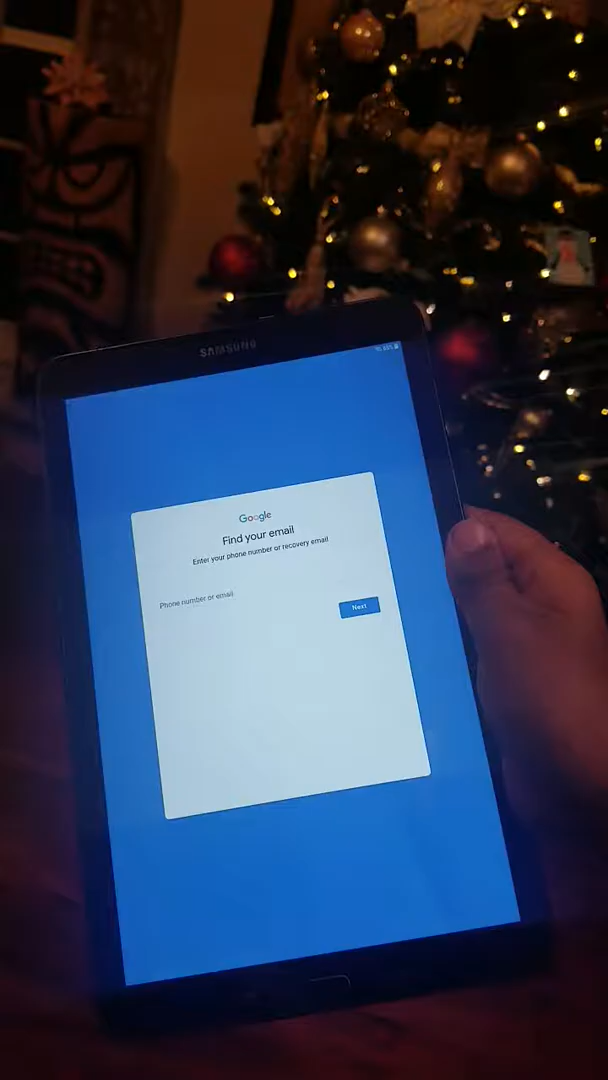 SAMSUNG
Google
Find your email
Enter your phone number or recovery email
Phone number or email
Next